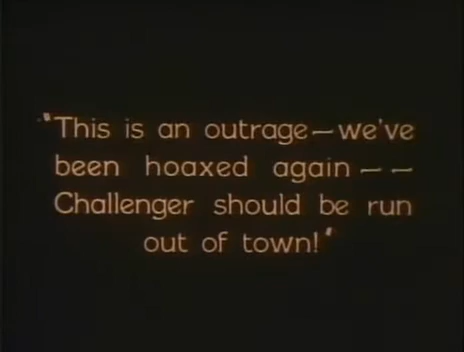 "This is an outrage—we've
been hoaxed again — —
Challenger should be run
out of town!"